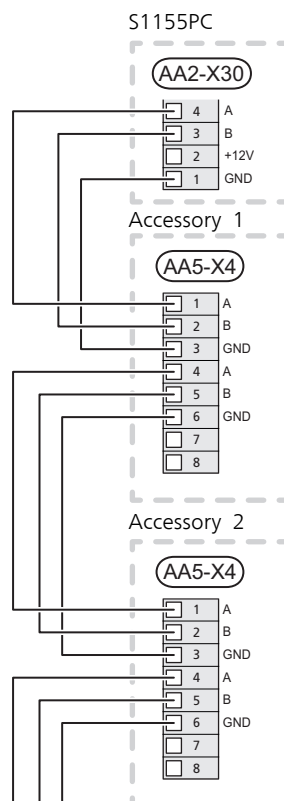 S1155PC
AA2-X30
4 A
3 B
2 +12V
1 GND
Accessory 1
AA5-X4
1 A
2 B
3 GND
4 A
5 B
6 GND
7
8
Accessory 2
AA5-X4
1 A
2 B
3 GND
4 A
5 B
6 GND
7
8